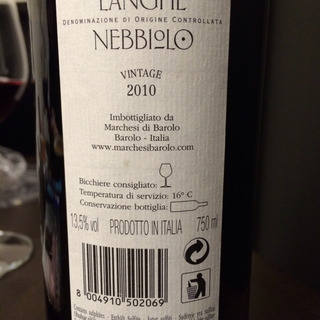 LANGHE
DENOMINAZIONE DI ORIGINE CONTROLLATA
NEBBIOLO
VINTAGE
2010
Imbottigliato da
Marchesi di Barolo
Barolo - Italia
www.marchesibarolo.com
Bicchiere consigliato:
Temperatura di servizio: 16° C
Conservazione bottiglia:
13,5% vol PRODOTTO IN ITALIA 750 ml
8 004910 502069